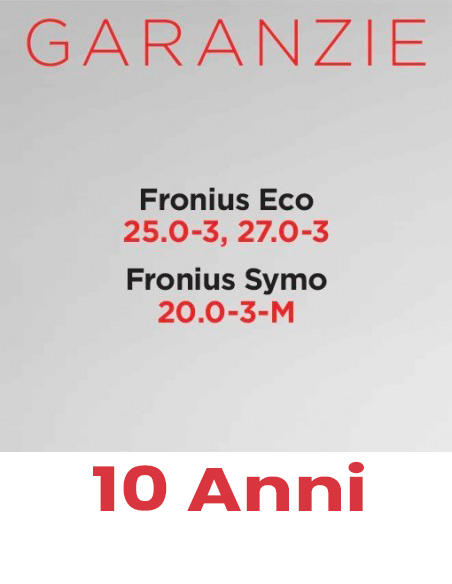 GARANZIE
Fronius Eco
25.0-3, 27.0-3
Fronius Symo
20.0-3-M
10 Anni